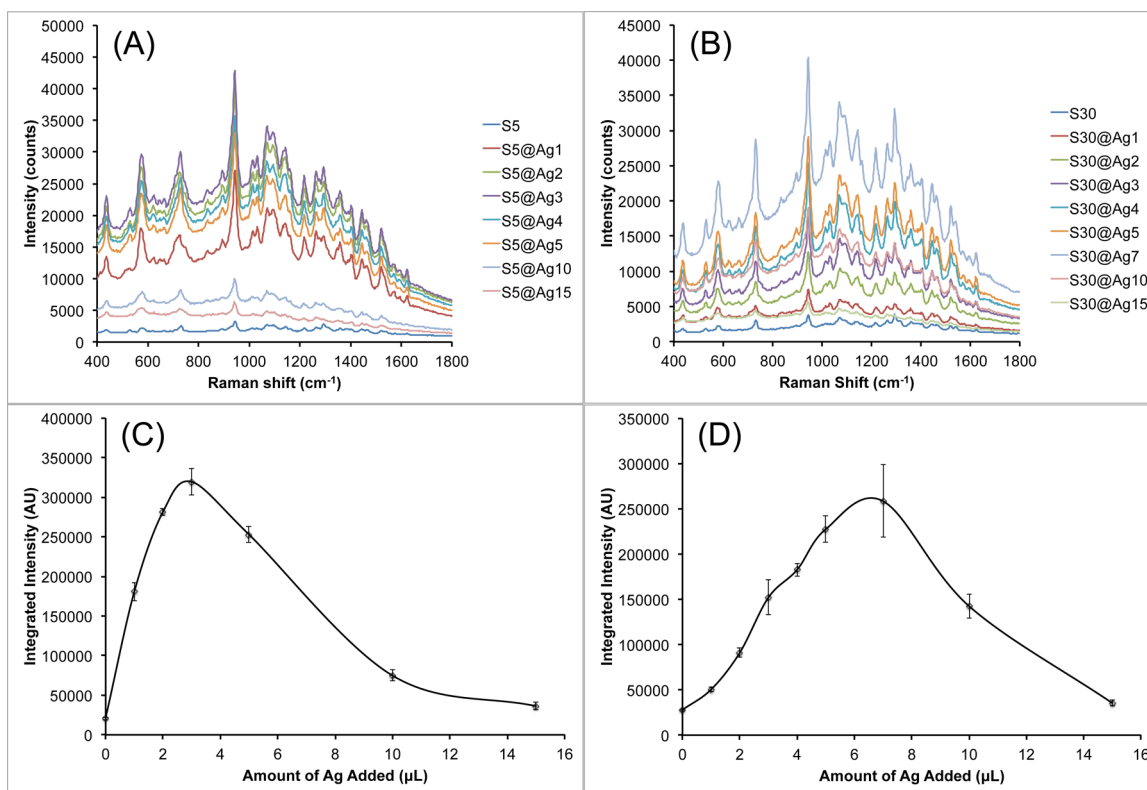 (A)
50000
45000
40000
35000
30000
25000
20000
15000
10000
5000
0
Intensity (counts)
400 600 800 1000 1200 1400 1600 1800
Raman shift (cm-1)
S5
S5@Ag1
S5@Ag2
S5@Ag3
S5@Ag4
S5@Ag5
S5@Ag10
S5@Ag15
(B)
45000
40000
35000
30000
25000
20000
15000
10000
5000
0
Intensity (counts)
400 600 800 1000 1200 1400 1600 1800
Raman Shift (cm-1)
S30
S30@Ag1
S30@Ag2
S30@Ag3
S30@Ag4
S30@Ag5
S30@Ag7
S30@Ag10
S30@Ag15
(C)
400000
350000
300000
250000
200000
150000
100000
50000
0
Integrated Intensity (AU)
0 2 4 6 8 10 12 14 16
Amount of Ag Added (µL)
(D)
350000
300000
250000
200000
150000
100000
50000
0
Integrated Intensity (AU)
0 2 4 6 8 10 12 14 16
Amount of Ag Added (µL)